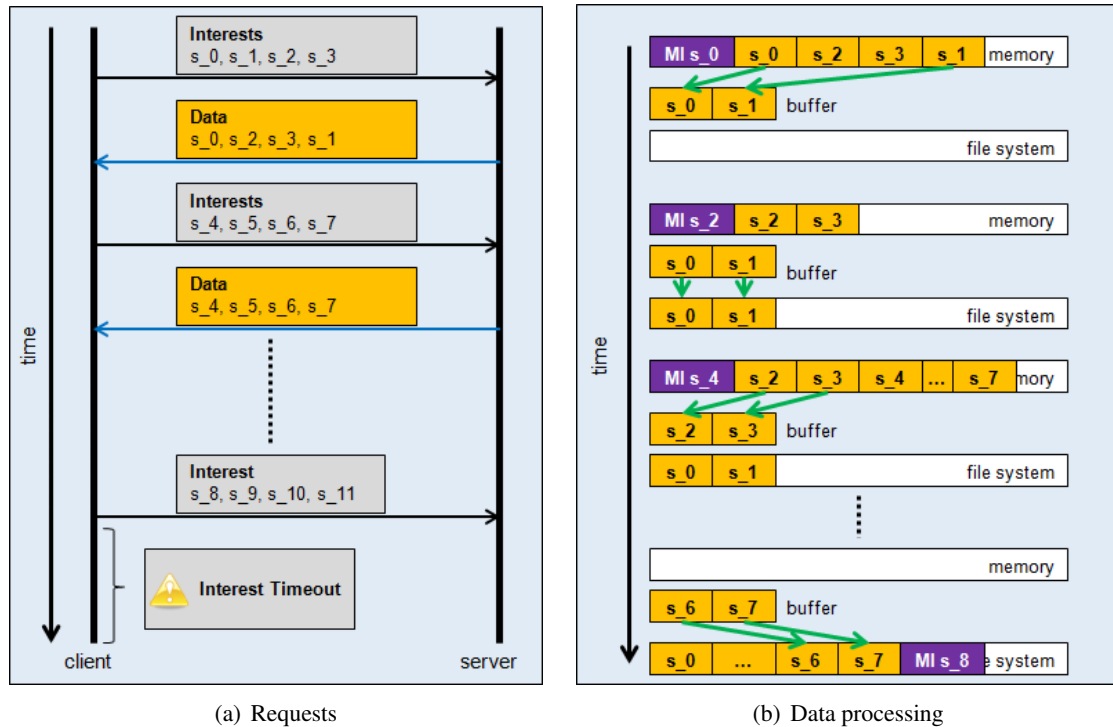 Interests
s_0, s_1, s_2, s_3
Data
s_0, s_2, s_3, s_1
Interests
s_4, s_5, s_6, s_7
Data
s_4, s_5, s_6, s_7
time
Interest
s_8, s_9, s_10, s_11
Interest Timeout
client
server
(a) Requests
MI s_0 s_0 s_2 s_3 s_1 memory
s_0 s_1 buffer
file system
MI s_2 s_2 s_3 memory
s_0 s_1 buffer
s_0 s_1 file system
time
MI s_4 s_2 s_3 s_4 ... s_7 mory
s_2 s_3 buffer
s_0 s_1 file system
memory
s_6 s_7 buffer
s_0 ... s_6 s_7 MI s_8 e system
(b) Data processing